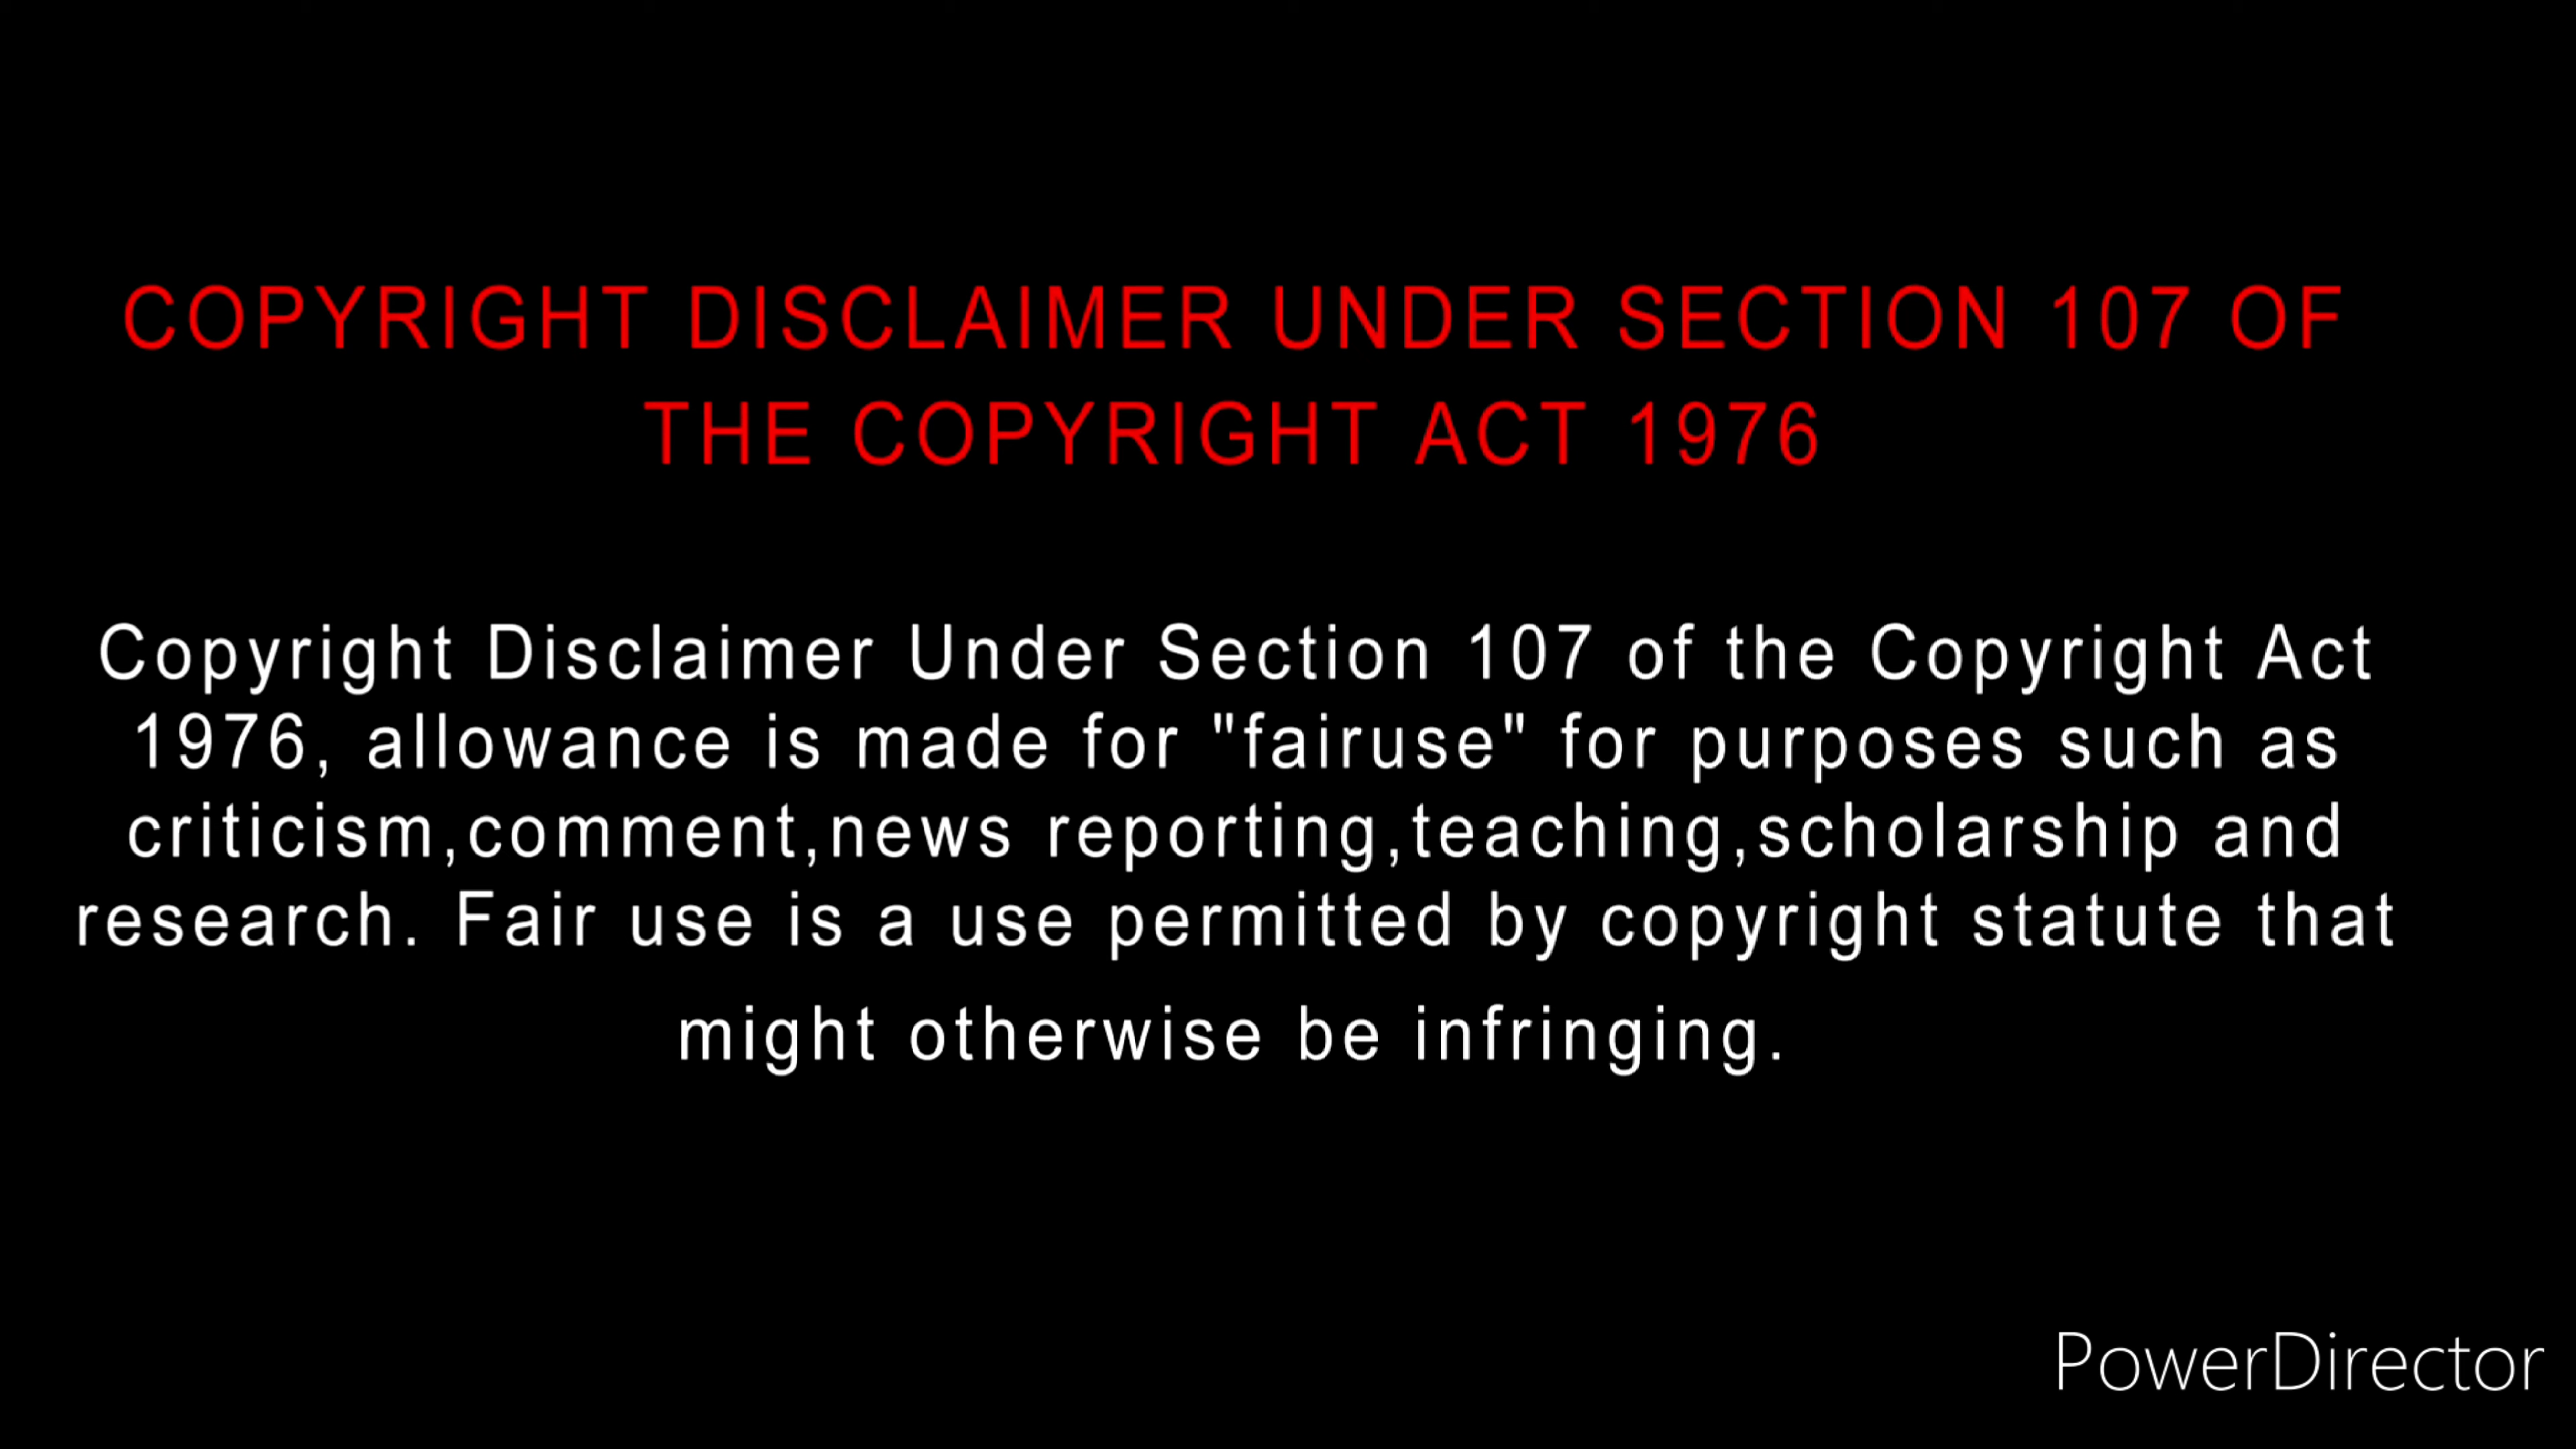 COPYRIGHT DISCLAIMER UNDER SECTION 107 OF
THE COPYRIGHT ACT 1976
Copyright Disclaimer Under Section 107 of the Copyright Act
1976, allowance is made for "fairuse" for purposes such as
criticism,comment,news reporting,teaching,scholarship and
research. Fair use is a use permitted by copyright statute that
might otherwise be infringing.
PowerDirector